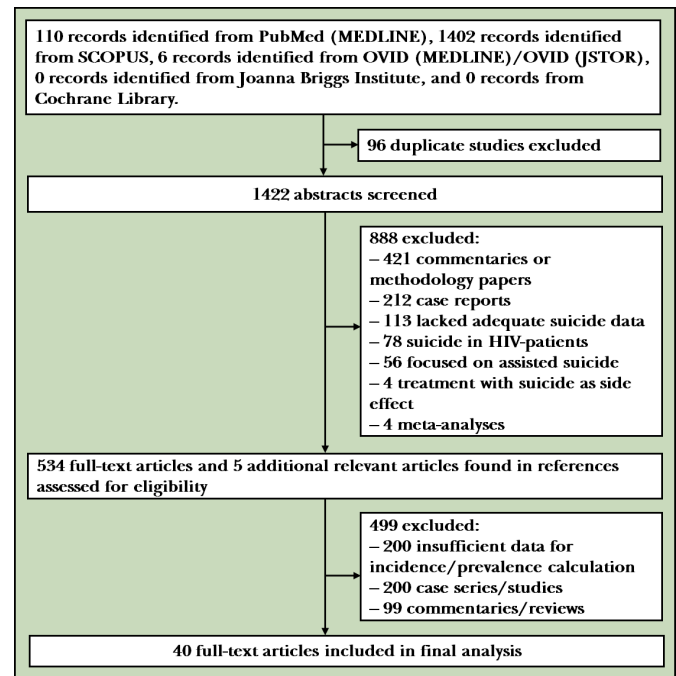 110 records identified from PubMed (MEDLINE), 1402 records identified
from SCOPUS, 6 records identified from OVID (MEDLINE)/OVID (JSTOR),
0 records identified from Joanna Briggs Institute, and 0 records from
Cochrane Library.
96 duplicate studies excluded
1422 abstracts screened
888 excluded:
– 421 commentaries or
methodology papers
– 212 case reports
– 113 lacked adequate suicide data
– 78 suicide in HIV-patients
– 56 focused on assisted suicide
– 4 treatment with suicide as side
effect
– 4 meta-analyses
534 full-text articles and 5 additional relevant articles found in references
assessed for eligibility
499 excluded:
– 200 insufficient data for
incidence/prevalence calculation
– 200 case series/studies
– 99 commentaries/reviews
40 full-text articles included in final analysis